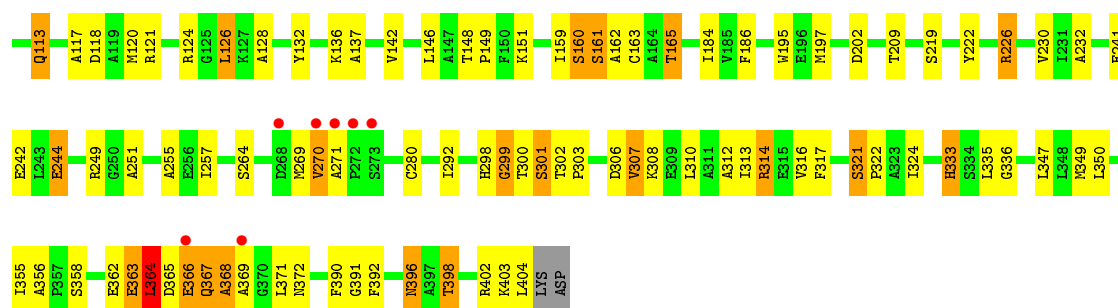 Q113 A117 D118 A119 M120 R121 R124 G125 L126 K127 A128 Y132 K136 A137 V142 L146 A147 T148 P149 F150 K151 I159 S160 S161 A162 C163 A164 T165 I184 V185 F186 W195 E196 M197 D202 T209 S219 Y222 R226 V230 I231 A232
E242 L243 E244 R249 G250 A251 A255 E256 I257 S264 D268 M269 V270 A271 P272 S273 C280 I292 H298 G299 T300 S301 T302 P303 D306 V307 K308 E309 L310 A311 A312 I313 R314 E315 V316 F317 S321 P322 A323 I324 H333 S334 L335 G336 L347 L348 M349 L350
I355 A356 P357 S358 E362 E363 L364 D365 E366 Q367 A368 A369 G370 L371 N372 F390 G391 F392 N396 A397 T398 R402 K403 L404 LYS ASP